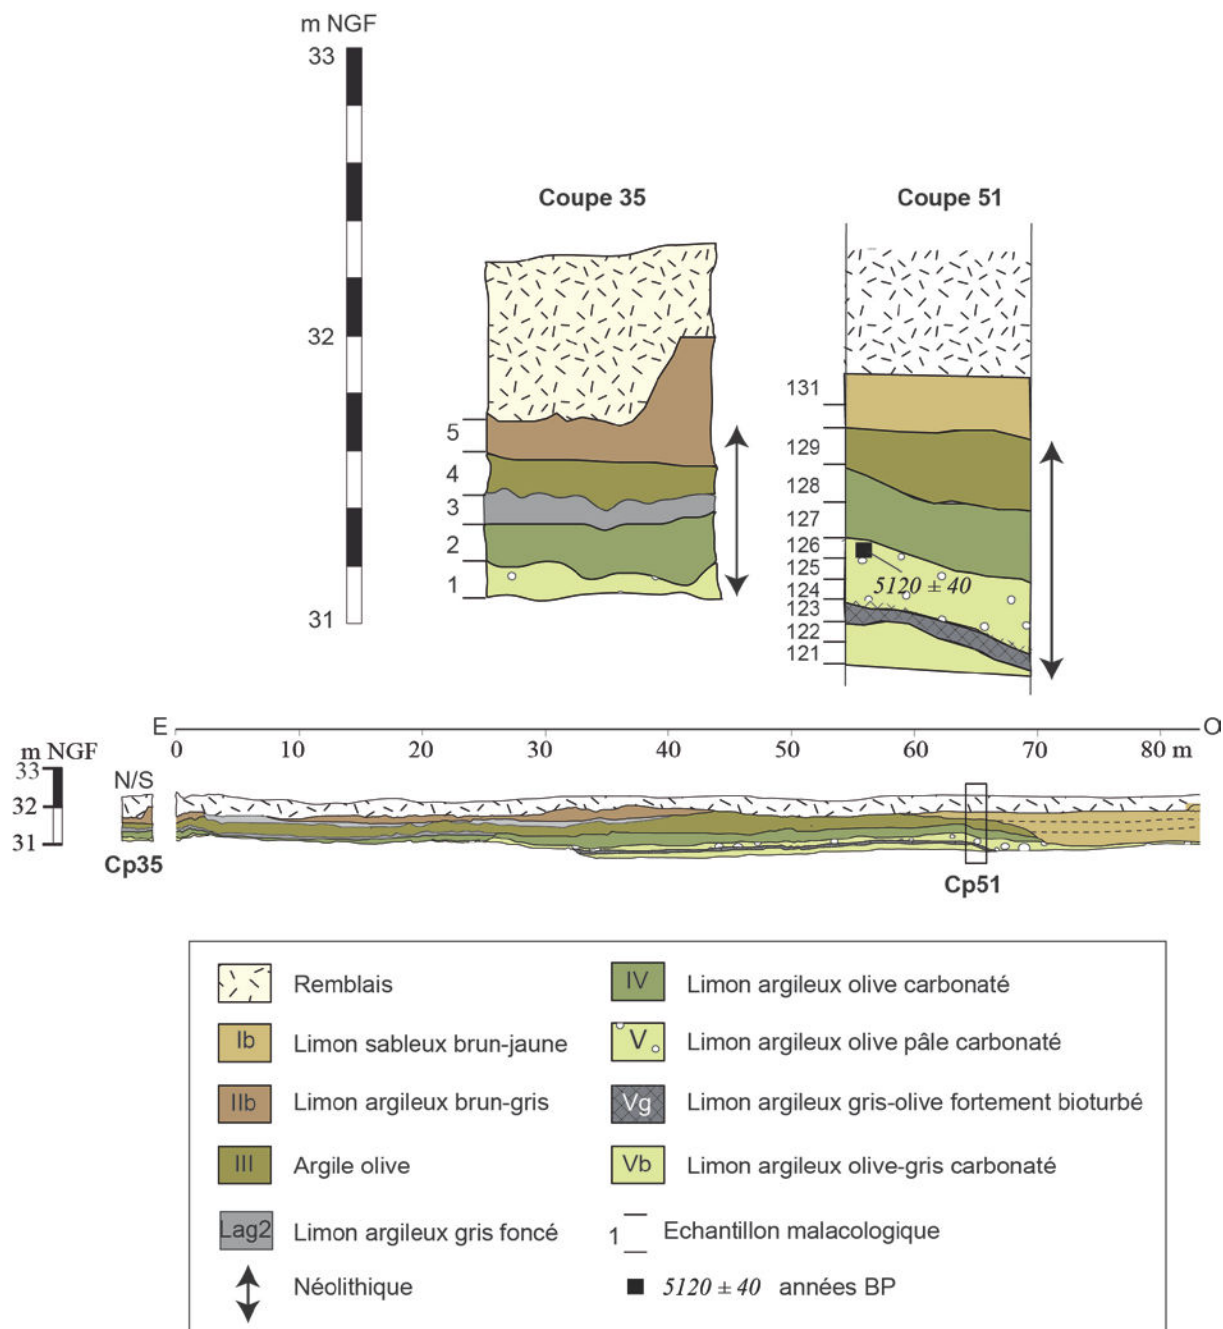 m NGF
33
32
31
Coupe 35
5
4
3
2
1
Coupe 51
131
129
128
127
126
125
124
123
122
121
5120 ± 40
E
O
0 10 20 30 40 50 60 70 80 m
m NGF
33
32
31
N/S
Cp35
Cp51
Remblais
Ib Limon sableux brun-jaune
IIb Limon argileux brun-gris
III Argile olive
Lag2 Limon argileux gris foncé
Néolithique
IV Limon argileux olive carbonaté
V Limon argileux olive pâle carbonaté
Vg Limon argileux gris-olive fortement bioturbé
Vb Limon argileux olive-gris carbonaté
1 Echantillon malacologique
5120 ± 40 années BP